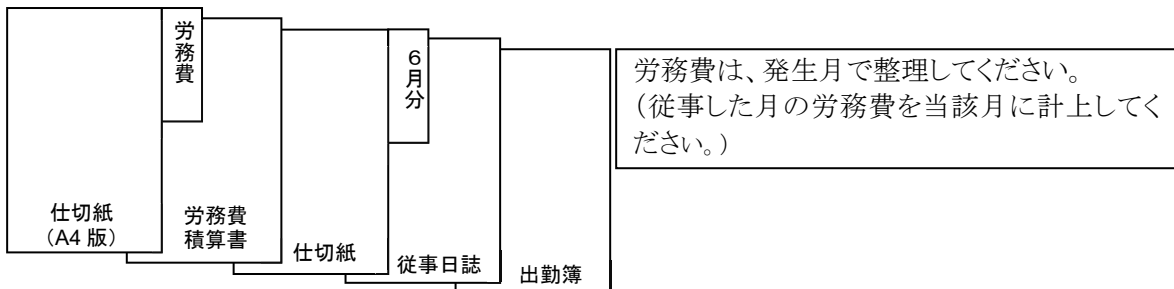 労務費
6月分
労務費は、発生月で整理してください。
（従事した月の労務費を当該月に計上してく
ださい。）
仕切紙
（A4 版）
労務費
積算書
仕切紙
従事日誌
出勤簿